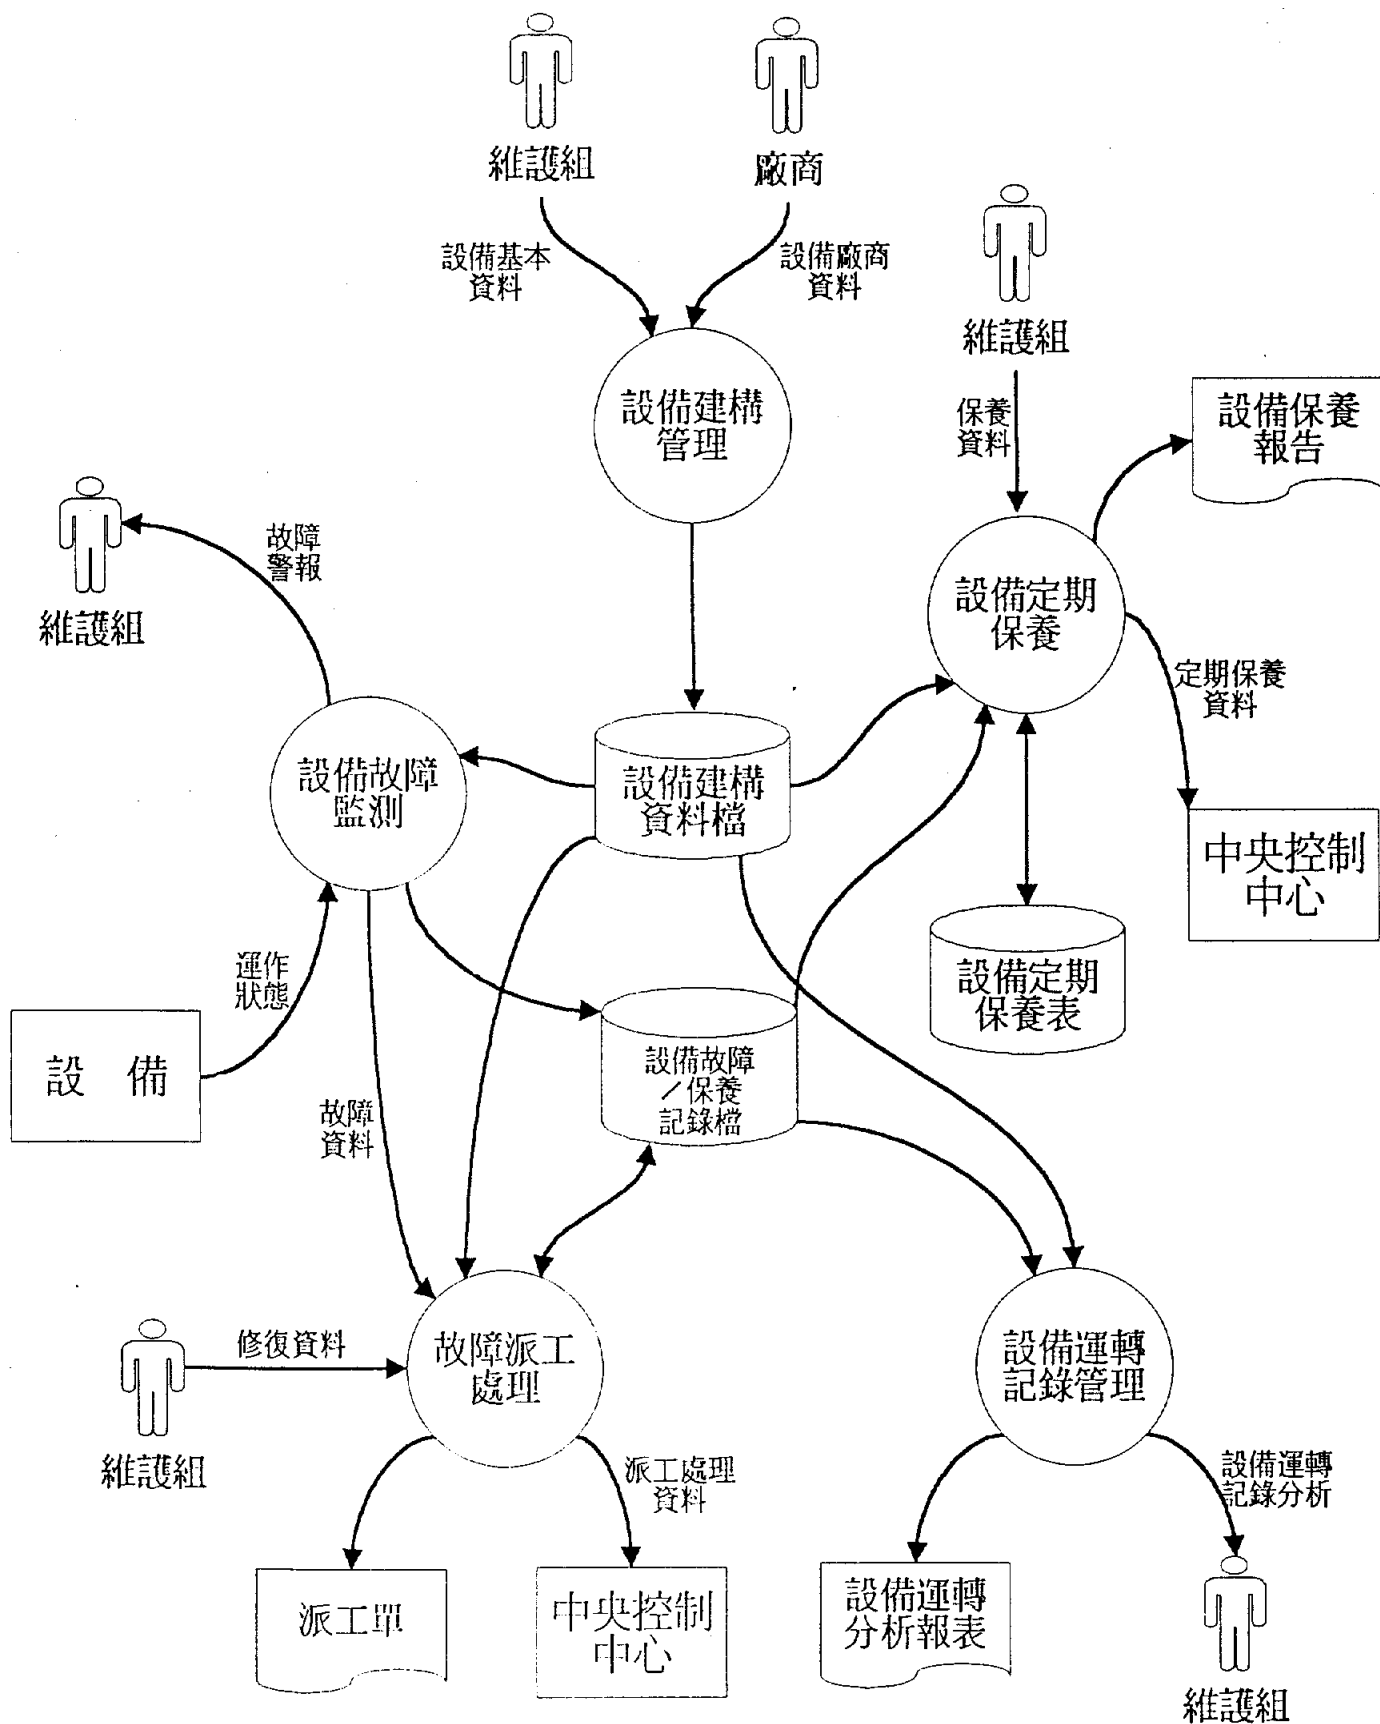 維護組
廠商
設備基本
資料
設備廠商
資料
維護組
設備建構
管理
保養
資料
設備保養
報告
故障
警報
維護組
設備定期
保養
定期保養
資料
設備故障
監測
設備建構
資料檔
中央控制
中心
運作
狀態
設備定期
保養表
設 備
設備故障
／保養
記錄檔
故障
資料
修復資料
故障派工
處理
設備運轉
記錄管理
維護組
派工處理
資料
設備運轉
記錄分析
派工單
中央控制
中心
設備運轉
分析報表
維護組